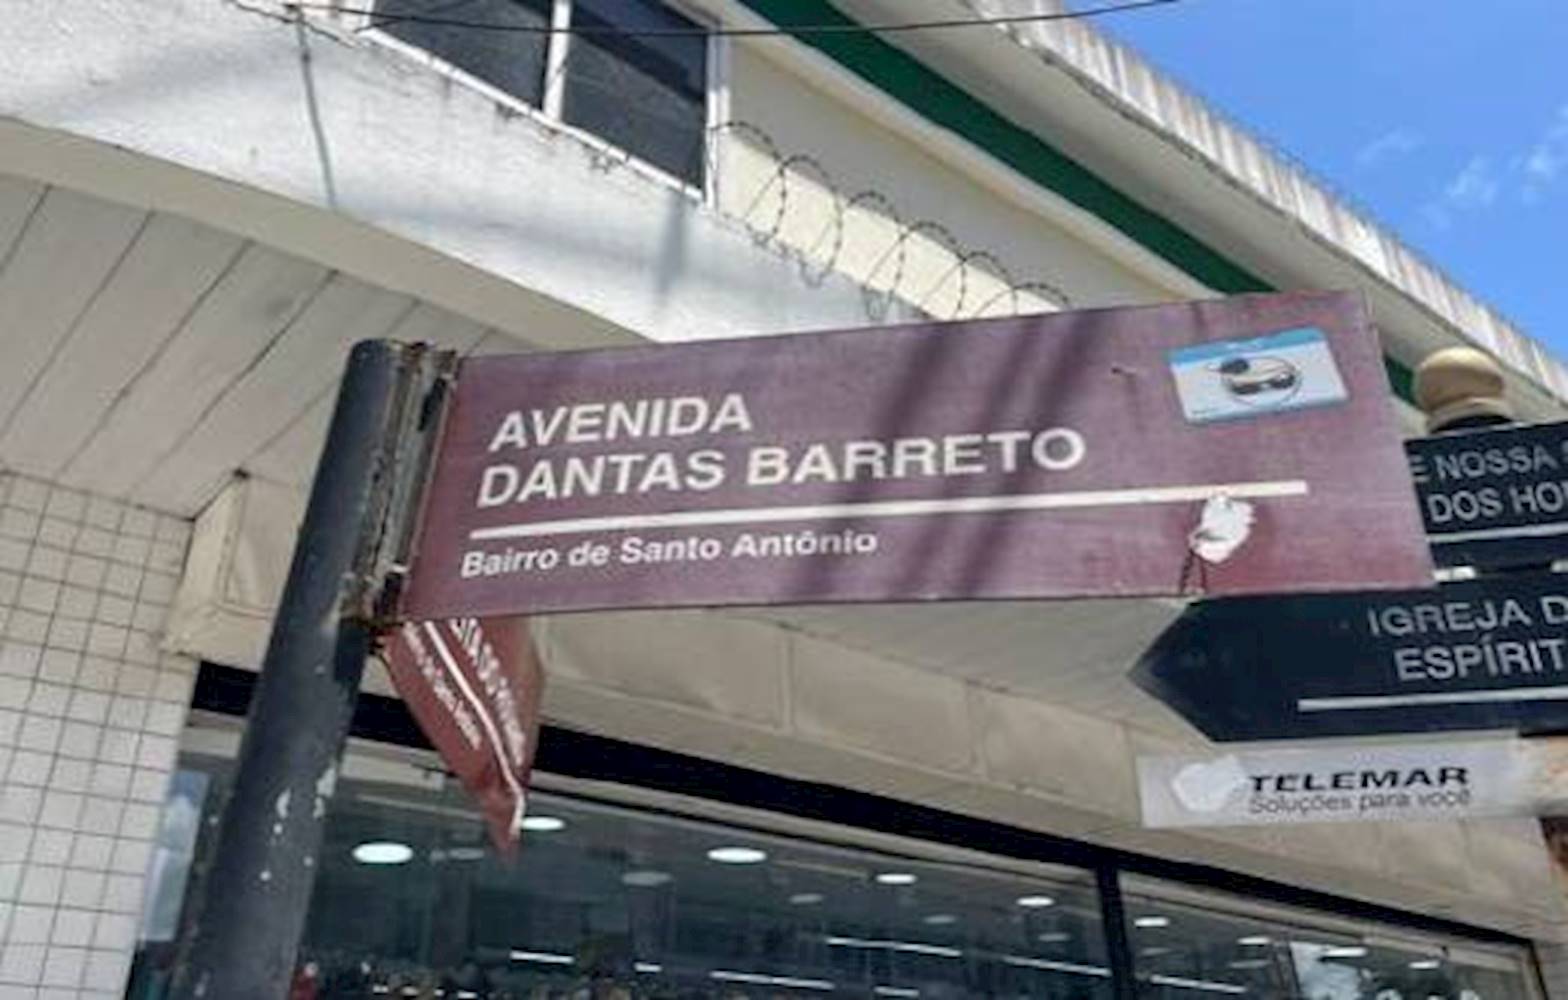 AVENIDA
DANTAS BARRETO
Bairro de Santo Antônio
E NOSSA
DOS HO
IGREJA D
ESPÍRIT
TELEMAR
Soluções para você